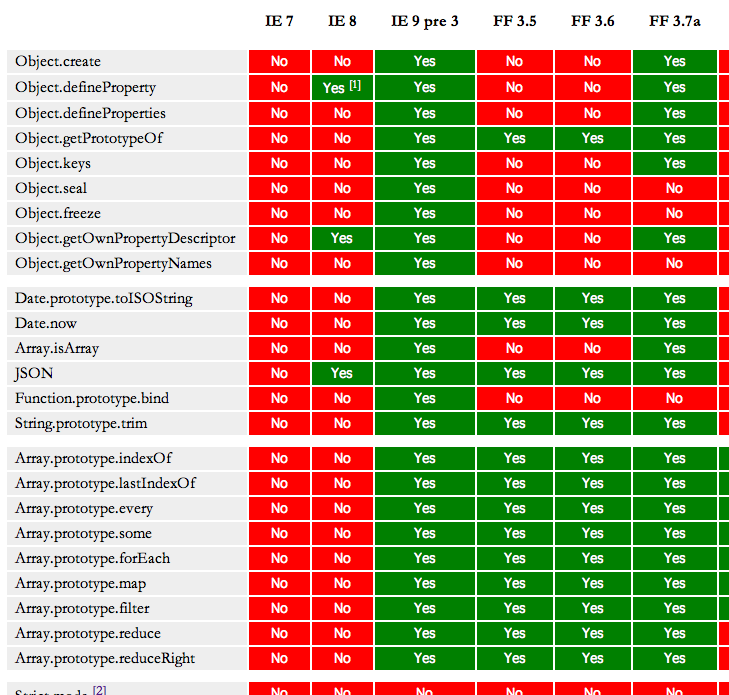 IE 7 IE 8 IE 9 pre 3 FF 3.5 FF 3.6 FF 3.7a
Object.create No No Yes No No Yes
Object.defineProperty No Yes [1] Yes No No Yes
Object.defineProperties No No Yes No No Yes
Object.getPrototypeOf No No Yes Yes Yes Yes
Object.keys No No Yes No No Yes
Object.seal No No Yes No No No
Object.freeze No No Yes No No No
Object.getOwnPropertyDescriptor No Yes Yes No No Yes
Object.getOwnPropertyNames No No Yes No No No
Date.prototype.toISOString No No Yes Yes Yes Yes
Date.now No No Yes Yes Yes Yes
Array.isArray No No Yes No No Yes
JSON No Yes Yes Yes Yes Yes
Function.prototype.bind No No Yes No No No
String.prototype.trim No No Yes Yes Yes Yes
Array.prototype.indexOf No No Yes Yes Yes Yes
Array.prototype.lastIndexOf No No Yes Yes Yes Yes
Array.prototype.every No No Yes Yes Yes Yes
Array.prototype.some No No Yes Yes Yes Yes
Array.prototype.forEach No No Yes Yes Yes Yes
Array.prototype.map No No Yes Yes Yes Yes
Array.prototype.filter No No Yes Yes Yes Yes
Array.prototype.reduce No No Yes Yes Yes Yes
Array.prototype.reduceRight No No Yes Yes Yes Yes
Strict mode [2] No No No No No No